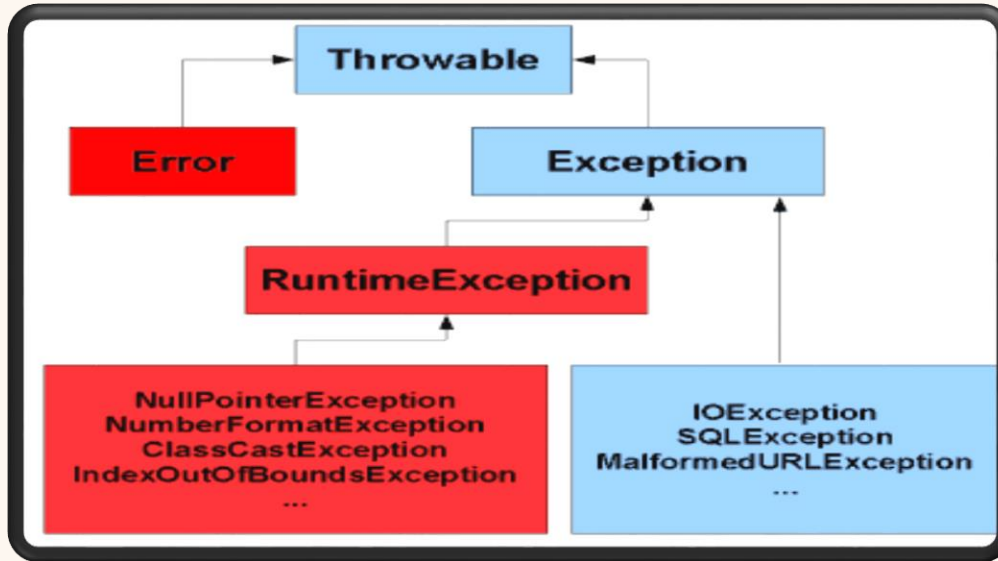 Throwable
Error
Exception
RuntimeException
NullPointerException
NumberFormatException
ClassCastException
IndexOutOfBoundsException
...
IOException
SQLException
MalformedURLException
...